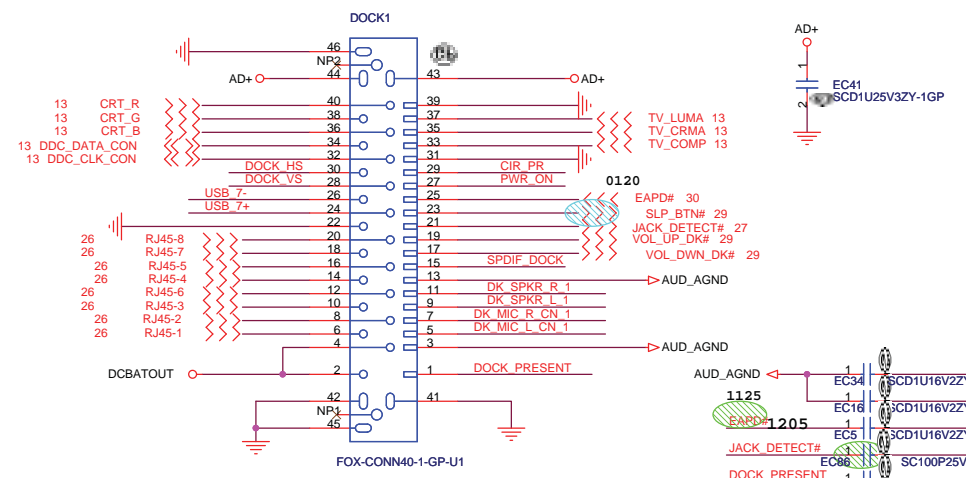 DOCK1
46
NP2
AD+ 44 43 AD+
AD+
1
EC41
SCD1U25V3ZY-1GP
2
13 CRT_R 40 39
13 CRT_G 38 37 TV_LUMA 13
13 CRT_B 36 35 TV_CRMA 13
13 DDC_DATA_CON 34 33 TV_COMP 13
13 DDC_CLK_CON 32 31
DOCK_HS 30 29 CIR_PR
DOCK_VS 28 27 PWR_ON
0120
USB_7- 26 25 EAPD# 30
USB_7+ 24 23 SLP_BTN# 29
22 21 JACK_DETECT# 27
26 RJ45-8 20 19 VOL_UP_DK# 29
26 RJ45-7 18 17 VOL_DWN_DK# 29
26 RJ45-5 16 15 SPDIF_DOCK
26 RJ45-4 14 13 AUD_AGND
26 RJ45-6 12 11 DK_SPKR_R_1
26 RJ45-3 10 9 DK_SPKR_L_1
26 RJ45-2 8 7 DK_MIC_R_CN_1
26 RJ45-1 6 5 DK_MIC_L_CN_1
4 3 AUD_AGND
DCBATOUT 2 1 DOCK_PRESENT
42 41
NP1
45
FOX-CONN40-1-GP-U1
AUD_AGND 1
EC34 SCD1U16V2ZY
1125 1
EC16 SCD1U16V2ZY
EAPD# 1205 1
EC5 SCD1U16V2ZY
JACK_DETECT# 1
EC86 SC100P25V
DOCK_PRESENT 1